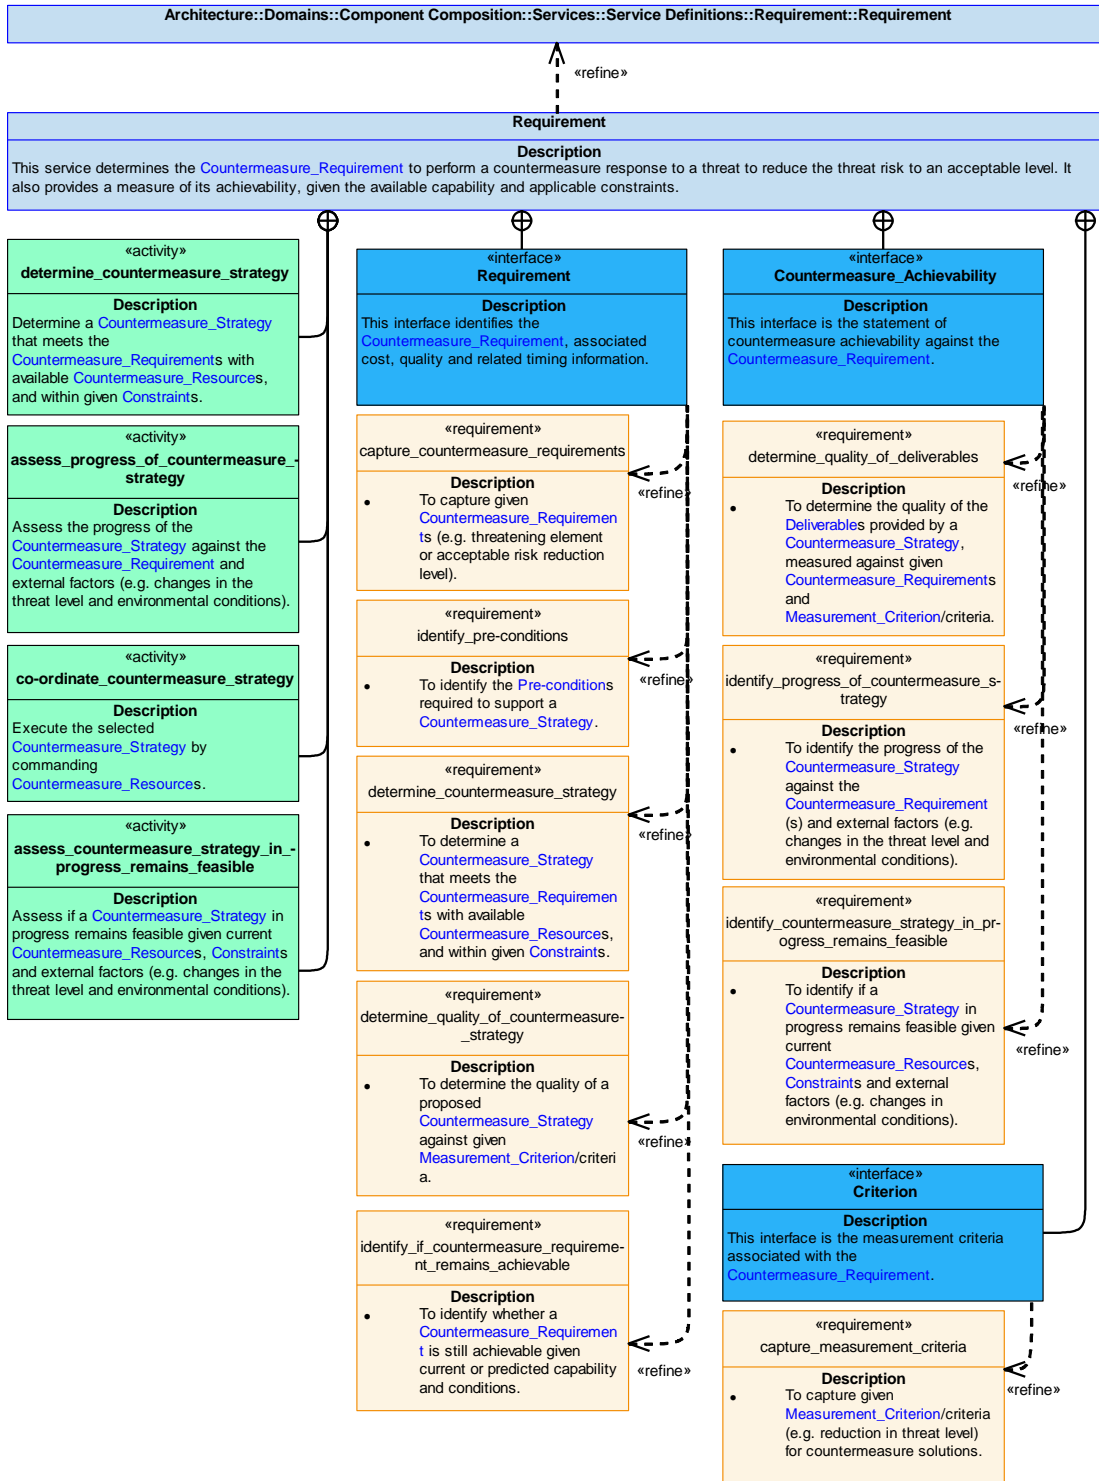 Architecture::Domains::Component Composition::Services::Service Definitions::Requirement::Requirement
«refine»
Requirement
Description
This service determines the Countermeasure_Requirement to perform a countermeasure response to a threat to reduce the threat risk to an acceptable level. It
also provides a measure of its achievability, given the available capability and applicable constraints.
«activity»
determine_countermeasure_strategy
Description
Determine a Countermeasure_Strategy
that meets the
Countermeasure_Requirements with
available Countermeasure_Resources,
and within given Constraints.
«activity»
assess_progress_of_countermeasure_-
strategy
Description
Assess the progress of the
Countermeasure_Strategy against the
Countermeasure_Requirement and
external factors (e.g. changes in the
threat level and environmental conditions).
«activity»
co-ordinate_countermeasure_strategy
Description
Execute the selected
Countermeasure_Strategy by
commanding
Countermeasure_Resources.
«activity»
assess_countermeasure_strategy_in_-
progress_remains_feasible
Description
Assess if a Countermeasure_Strategy in
progress remains feasible given current
Countermeasure_Resources, Constraints
and external factors (e.g. changes in the
threat level and environmental conditions).
«interface»
Requirement
Description
This interface identifies the
Countermeasure_Requirement, associated
cost, quality and related timing information.
«requirement»
capture_countermeasure_requirements
Description
• To capture given
Countermeasure_Requiremen
ts (e.g. threatening element
or acceptable risk reduction
level).
«refine»
«requirement»
identify_pre-conditions
Description
• To identify the Pre-conditions
required to support a
Countermeasure_Strategy.
«refine»
«requirement»
determine_countermeasure_strategy
Description
• To determine a
Countermeasure_Strategy
that meets the
Countermeasure_Requiremen
ts with available
Countermeasure_Resources,
and within given Constraints.
«refine»
«requirement»
determine_quality_of_countermeasure-
_strategy
Description
• To determine the quality of a
proposed
Countermeasure_Strategy
against given
Measurement_Criterion/criteri
a.
«refine»
«requirement»
identify_if_countermeasure_requireme-
nt_remains_achievable
Description
• To identify whether a
Countermeasure_Requiremen
t is still achievable given
current or predicted capability
and conditions.
«refine»
«interface»
Countermeasure_Achievability
Description
This interface is the statement of
countermeasure achievability against the
Countermeasure_Requirement.
«requirement»
determine_quality_of_deliverables
Description
• To determine the quality of the
Deliverables provided by a
Countermeasure_Strategy,
measured against given
Countermeasure_Requirements
and
Measurement_Criterion/criteria.
«refine»
«requirement»
identify_progress_of_countermeasure_s-
trategy
Description
• To identify the progress of the
Countermeasure_Strategy
against the
Countermeasure_Requirement
(s) and external factors (e.g.
changes in the threat level and
environmental conditions).
«refine»
«requirement»
identify_countermeasure_strategy_in_pr-
ogress_remains_feasible
Description
• To identify if a
Countermeasure_Strategy in
progress remains feasible given
current
Countermeasure_Resources,
Constraints and external
factors (e.g. changes in
environmental conditions).
«refine»
«interface»
Criterion
Description
This interface is the measurement criteria
associated with the
Countermeasure_Requirement.
«requirement»
capture_measurement_criteria
Description
• To capture given
Measurement_Criterion/criteria
(e.g. reduction in threat level)
for countermeasure solutions.
«refine»